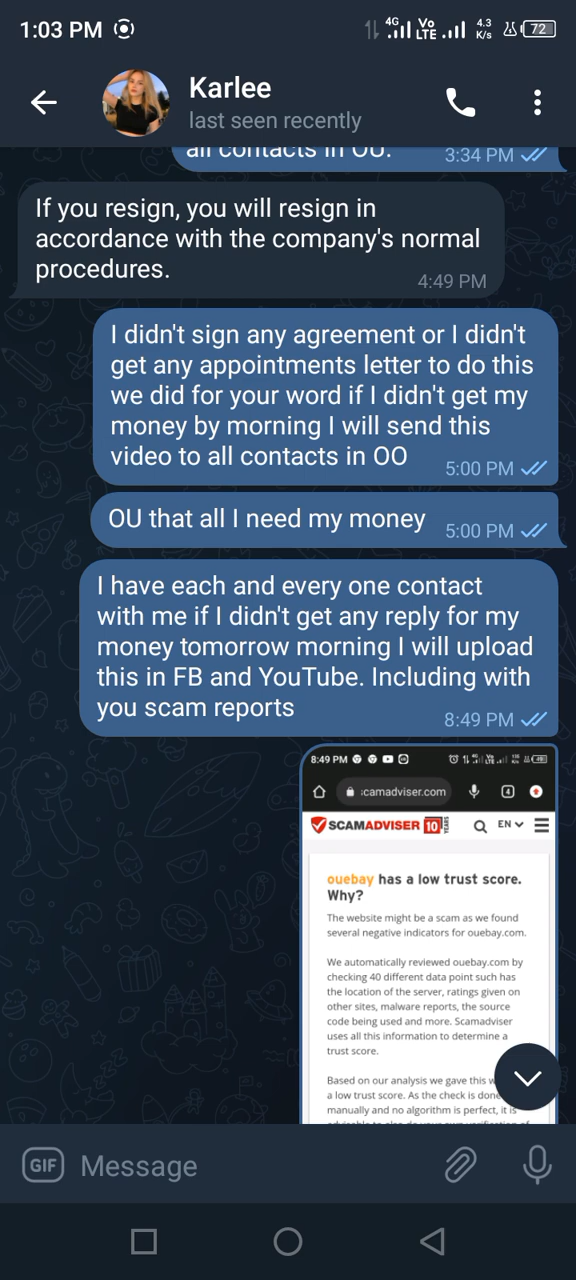 1:03 PM
4G
Vo
LTE
4.3
K/s
72
Karlee
last seen recently
all contacts in OU.
3:34 PM
If you resign, you will resign in
accordance with the company's normal
procedures.
4:49 PM
I didn't sign any agreement or I didn't
get any appointments letter to do this
we did for your word if I didn't get my
money by morning I will send this
video to all contacts in OO
5:00 PM
OU that all I need my money
5:00 PM
I have each and every one contact
with me if I didn't get any reply for my
money tomorrow morning I will upload
this in FB and YouTube. Including with
you scam reports
8:49 PM
8:49 PM
:camadviser.com
4
SCAMADVISER 10 YEARS
EN
ouebay has a low trust score.
Why?
The website might be a scam as we found
several negative indicators for ouebay.com.
We automatically reviewed ouebay.com by
checking 40 different data point such has
the location of the server, ratings given on
other sites, malware reports, the source
code being used and more. Scamadviser
uses all this information to determine a
trust score.
Based on our analysis we gave this
a low trust score. As the check is done
manually and no algorithm is perfect, it is
GIF
Message